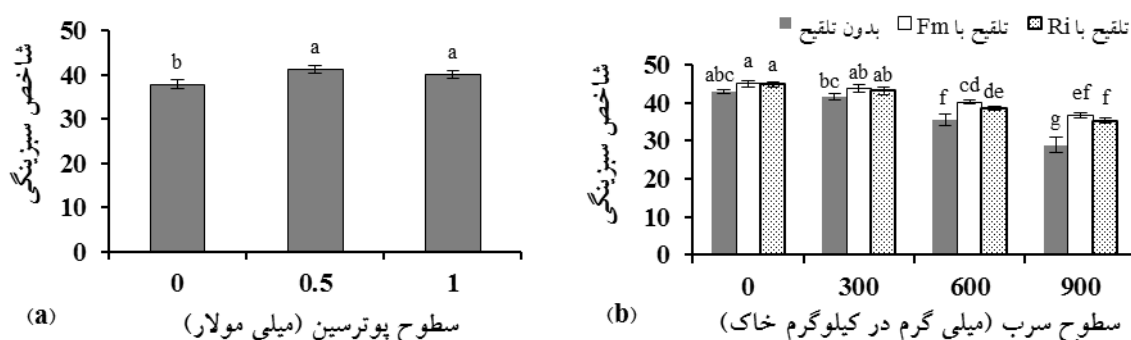 شاخص سبزینگی
50
40
30
20
10
0
b
a
a
0 0.5 1
سطوح پوترسین (میلی مولار)
(a)
بدون تلقیح تلقیح با Fm تلقیح با Ri
شاخص سبزینگی
50
40
30
20
10
0
abc a a bc ab ab f cd de g ef f
0 300 600 900
سطوح سرب (میلی گرم در کیلوگرم خاک)
(b)